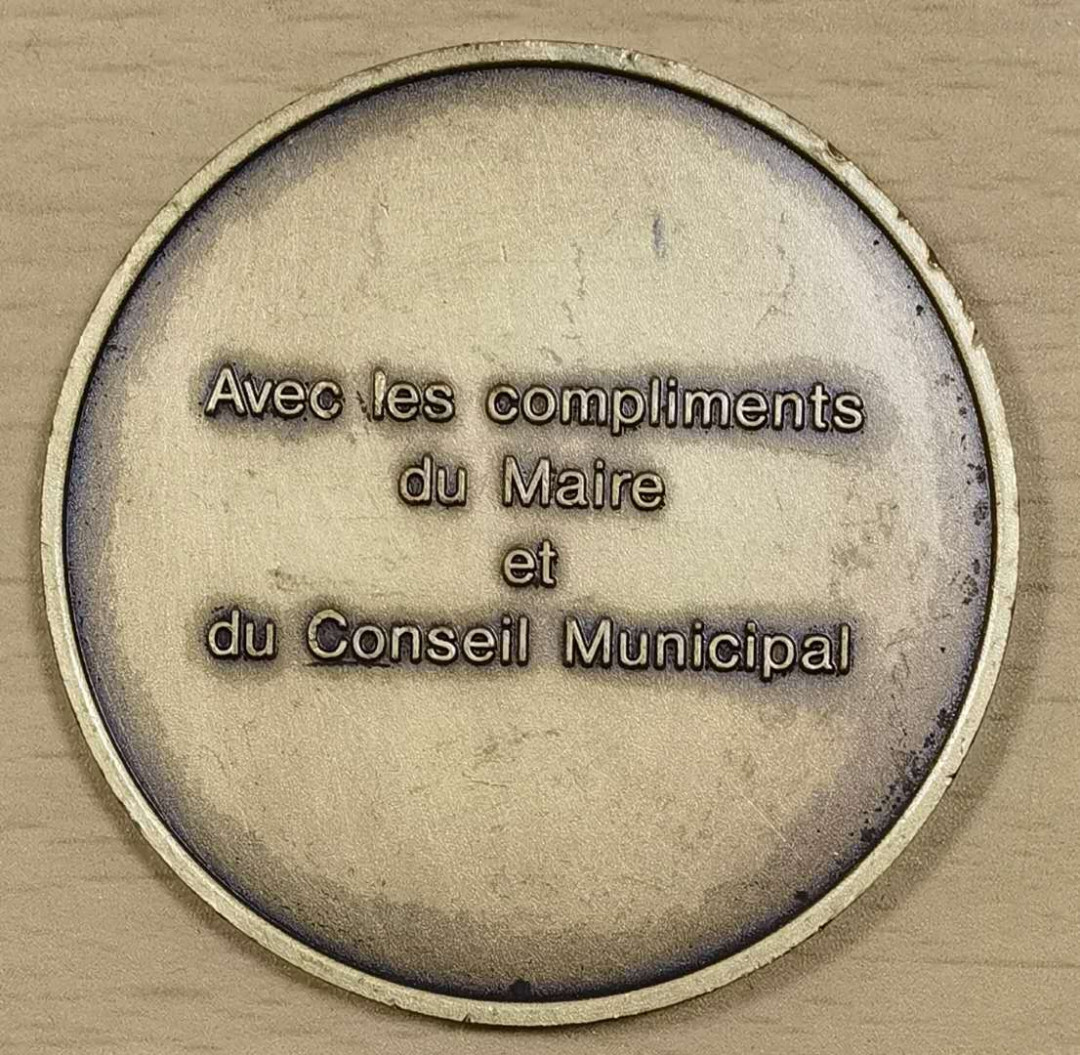 Avec les compliments
du Maire
et
du Conseil Municipal